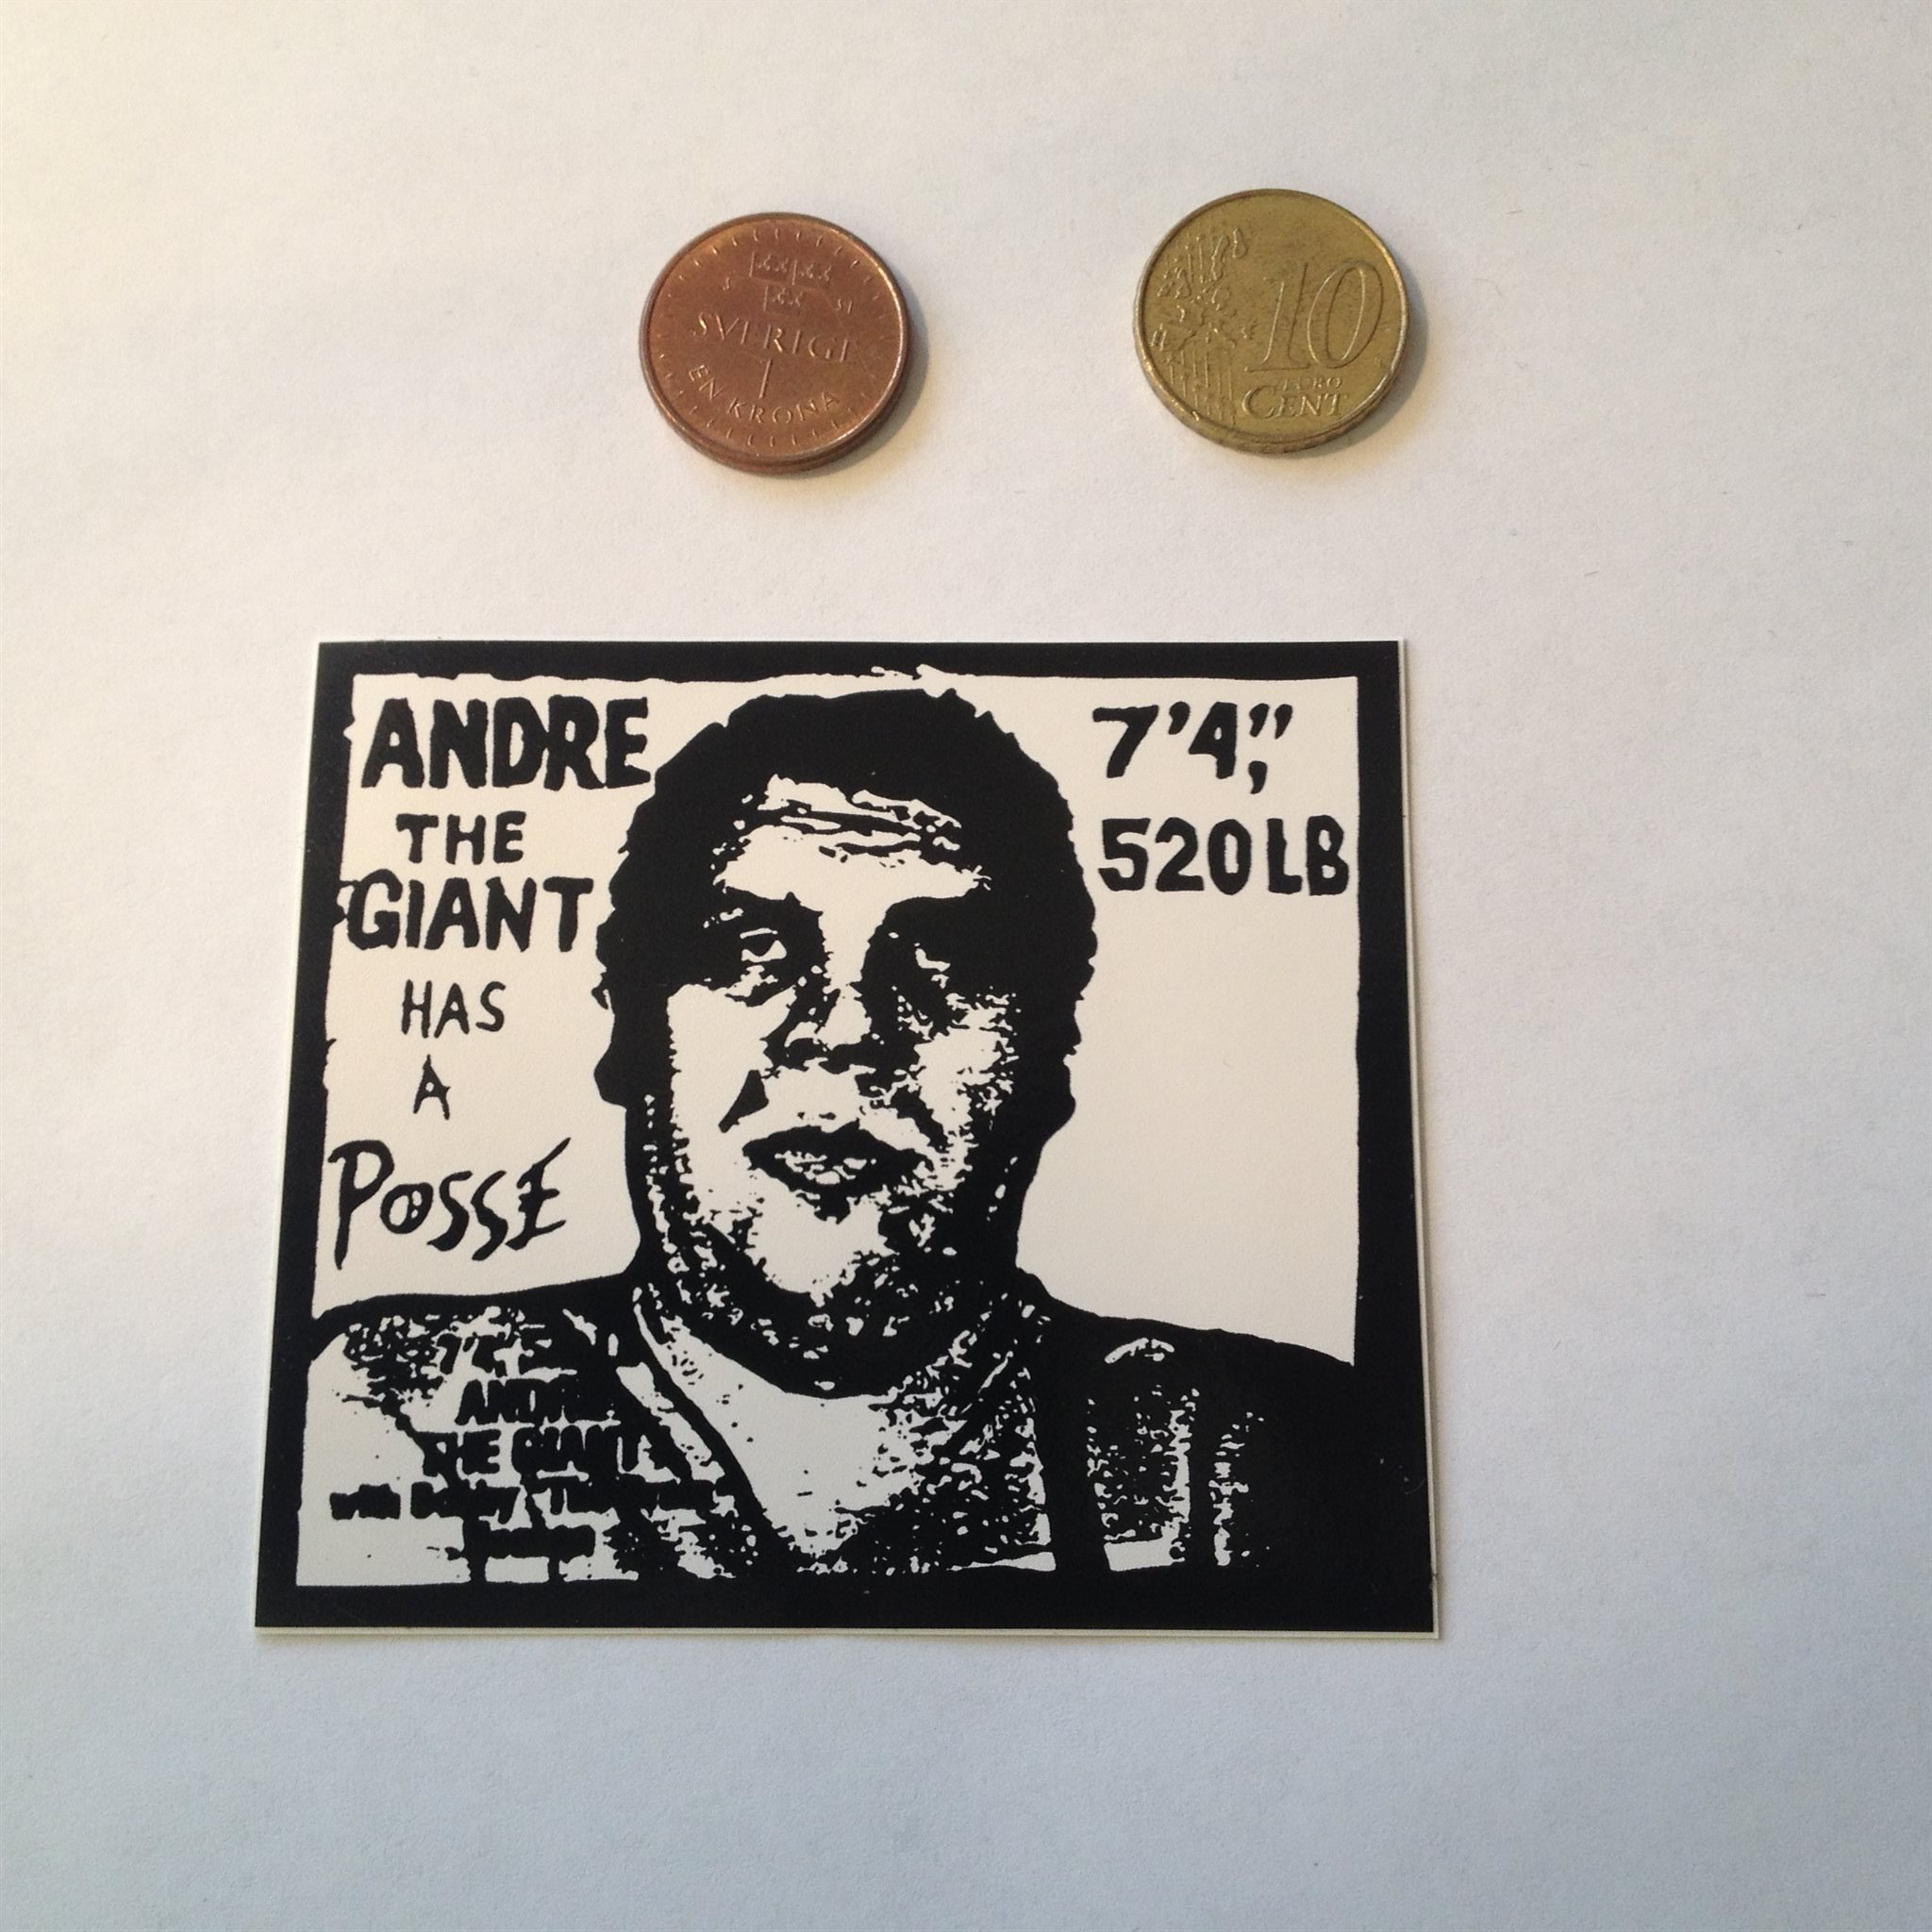 SVERIGE
1
EN KRONA
10
EURO
CENT
ANDRE
THE
GIANT
HAS
A
POSSE
7'4",
520 LB
ANDRE
THE GIANT
with